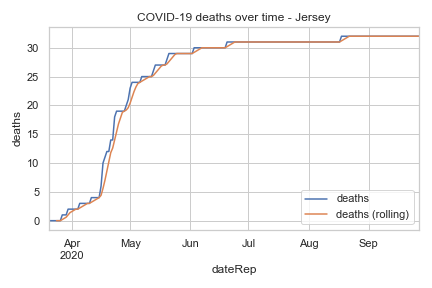 COVID-19 deaths over time - Jersey
deaths
30
25
20
15
10
5
0
Apr
2020
May
Jun
Jul
Aug
Sep
dateRep
deaths
deaths (rolling)